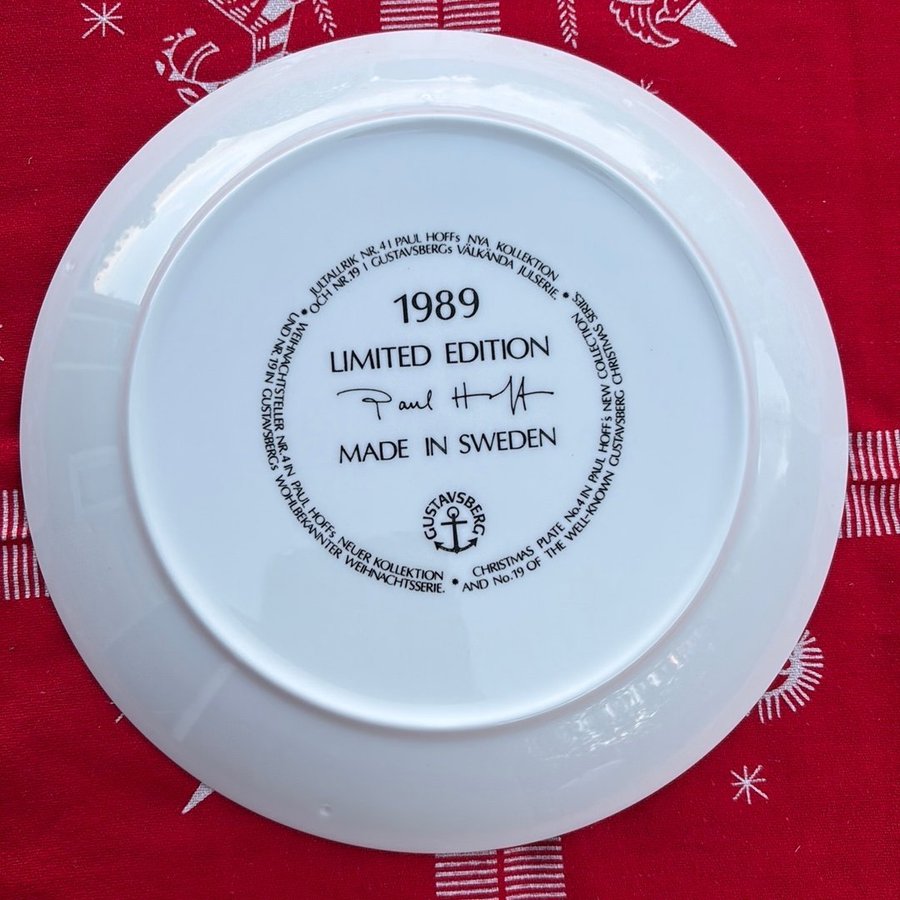 JULTALLRIK NR. 4 I PAUL HOFFs NYA KOLLEKTION
OCH NR. 19 I GUSTAVSBERGs VÄLKÄNDA JULSERIE.
1989
LIMITED EDITION
Paul Hoff
MADE IN SWEDEN
GUSTAVSBERG
CHRISTMAS PLATE No. 4 IN PAUL HOFF's NEW COLLECTION
AND No. 19 OF THE WELL-KNOWN GUSTAVSBERG CHRISTMAS SERIES.
WEIHNACHTSTELLER NR. 4 IN PAUL HOFFs NEUER KOLLEKTION
UND NR. 19 IN GUSTAVSBERGs WOHLBEKANNTER WEIHNACHTSSERIE.